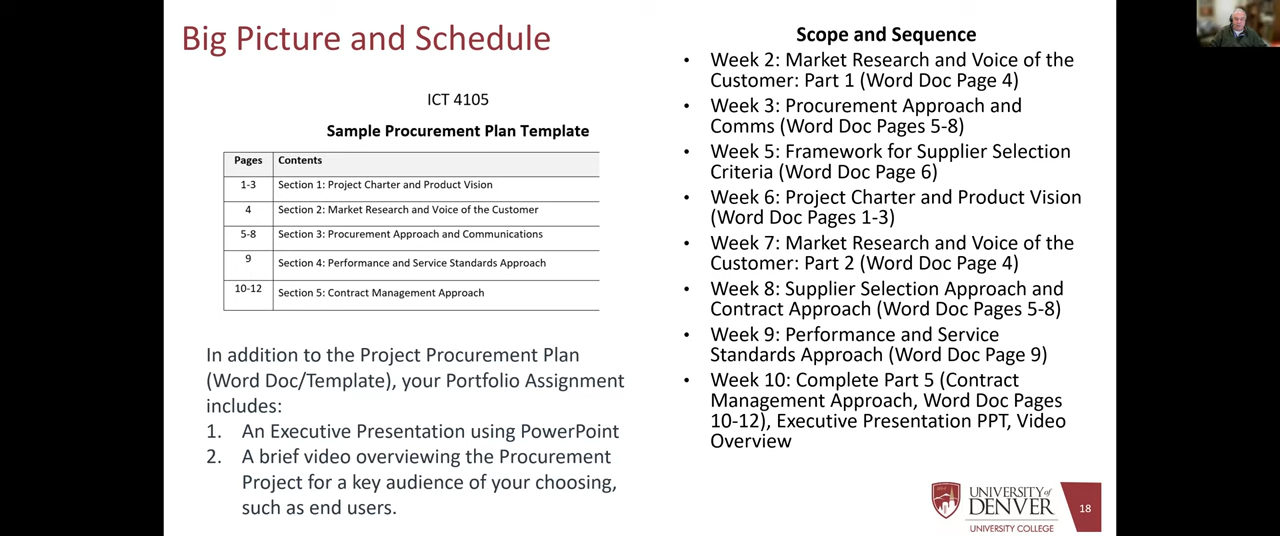 Big Picture and Schedule
ICT 4105
Sample Procurement Plan Template
Pages Contents
1-3 Section 1: Project Charter and Product Vision
4 Section 2: Market Research and Voice of the Customer
5-8 Section 3: Procurement Approach and Communications
9 Section 4: Performance and Service Standards Approach
10-12 Section 5: Contract Management Approach
In addition to the Project Procurement Plan
(Word Doc/Template), your Portfolio Assignment
includes:
1. An Executive Presentation using PowerPoint
2. A brief video overviewing the Procurement
Project for a key audience of your choosing,
such as end users.
Scope and Sequence
• Week 2: Market Research and Voice of the
Customer: Part 1 (Word Doc Page 4)
• Week 3: Procurement Approach and
Comms (Word Doc Pages 5-8)
• Week 5: Framework for Supplier Selection
Criteria (Word Doc Page 6)
• Week 6: Project Charter and Product Vision
(Word Doc Pages 1-3)
• Week 7: Market Research and Voice of the
Customer: Part 2 (Word Doc Page 4)
• Week 8: Supplier Selection Approach and
Contract Approach (Word Doc Pages 5-8)
• Week 9: Performance and Service
Standards Approach (Word Doc Page 9)
• Week 10: Complete Part 5 (Contract
Management Approach, Word Doc Pages
10-12), Executive Presentation PPT, Video
Overview
UNIVERSITY of
DENVER
UNIVERSITY COLLEGE
18